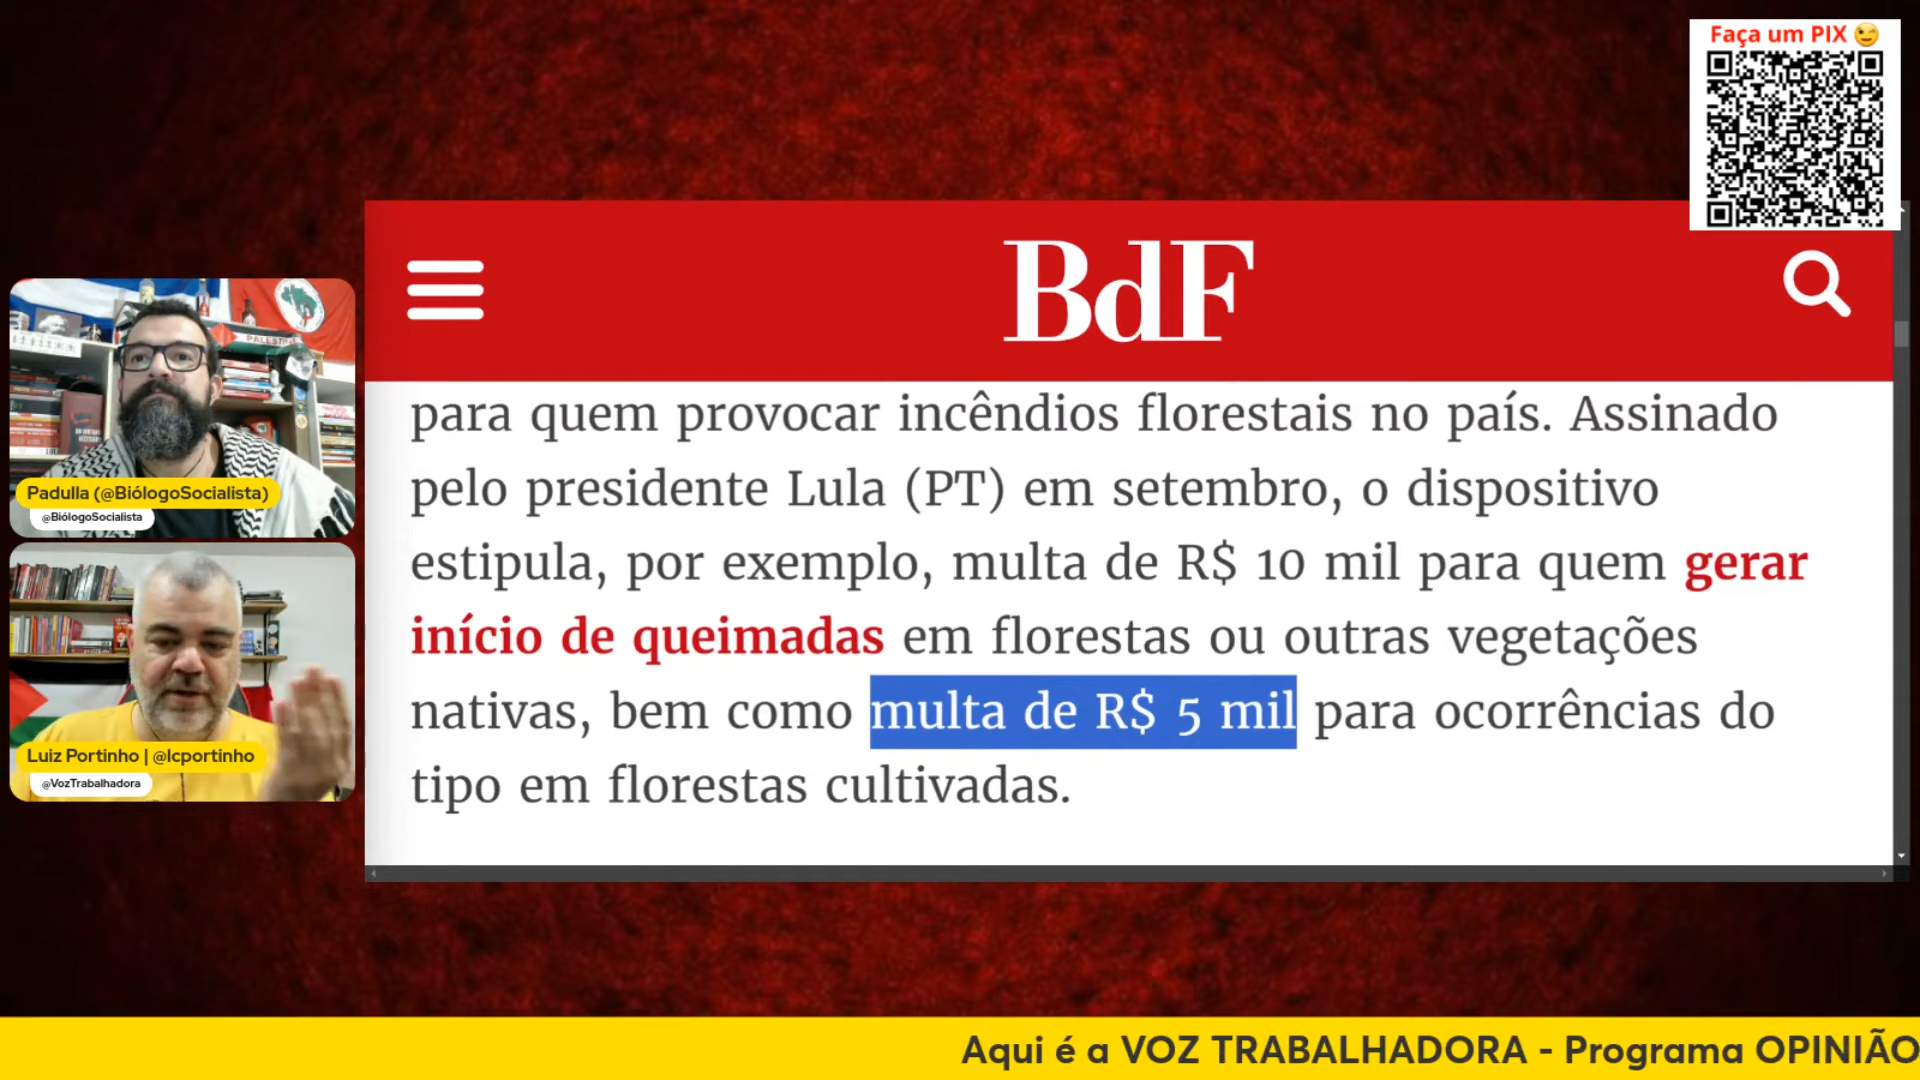 Faça um PIX 😉
BdF
para quem provocar incêndios florestais no país. Assinado
pelo presidente Lula (PT) em setembro, o dispositivo
estipula, por exemplo, multa de R$ 10 mil para quem gerar
início de queimadas em florestas ou outras vegetações
nativas, bem como multa de R$ 5 mil para ocorrências do
tipo em florestas cultivadas.
PALESTI
Padulla (@BiólogoSocialista)
@BiólogoSocialista
Luiz Portinho | @lcportinho
@VozTrabalhadora
Aqui é a VOZ TRABALHADORA - Programa OPINIÃO